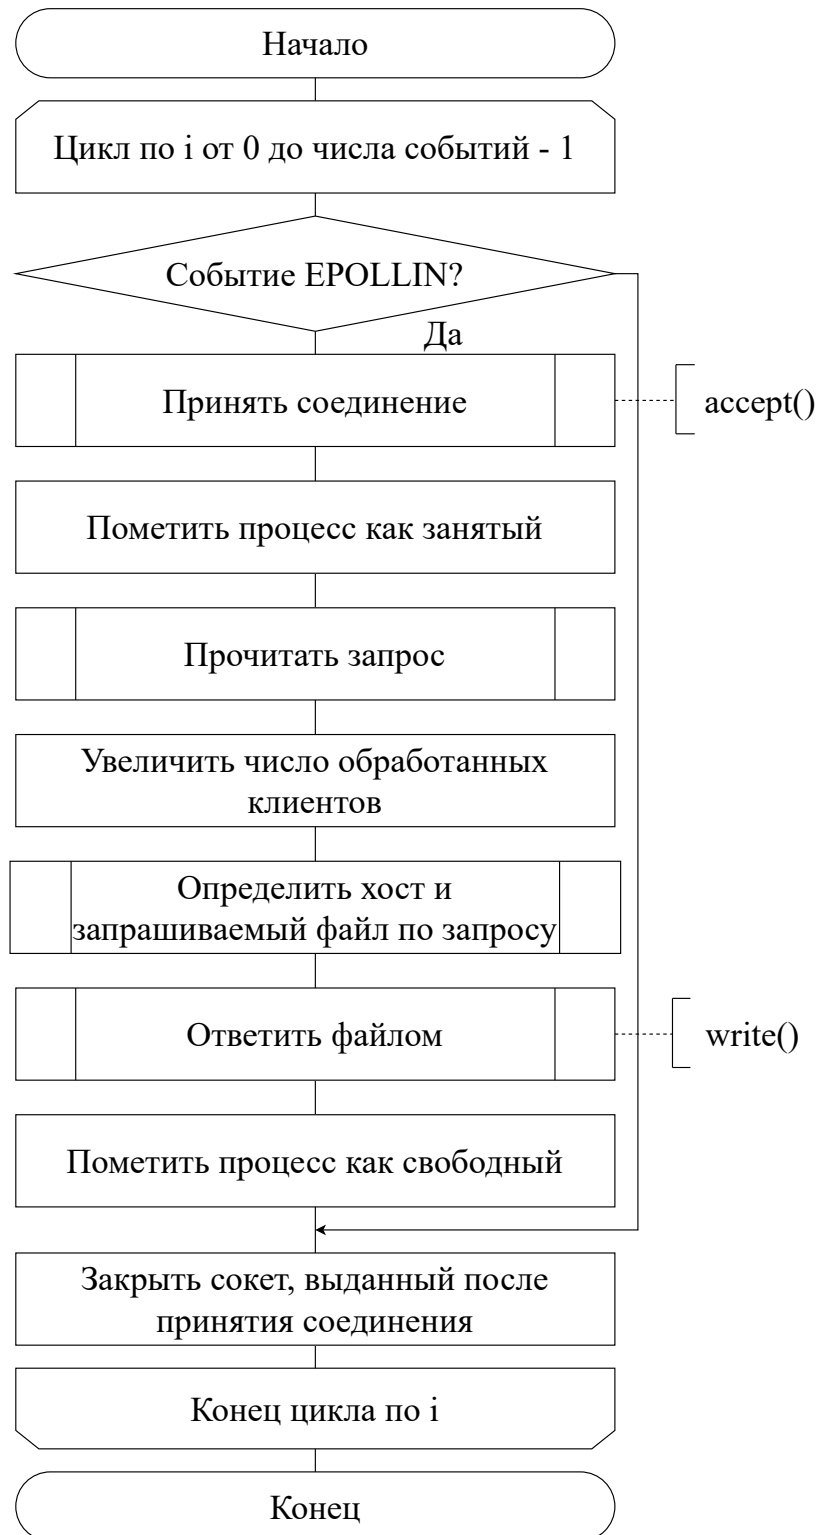 Начало
Цикл по i от 0 до числа событий - 1
Событие EPOLLIN?
Да
Принять соединение
accept()
Пометить процесс как занятый
Прочитать запрос
Увеличить число обработанных
клиентов
Определить хост и
запрашиваемый файл по запросу
Ответить файлом
write()
Пометить процесс как свободный
Закрыть сокет, выданный после
принятия соединения
Конец цикла по i
Конец